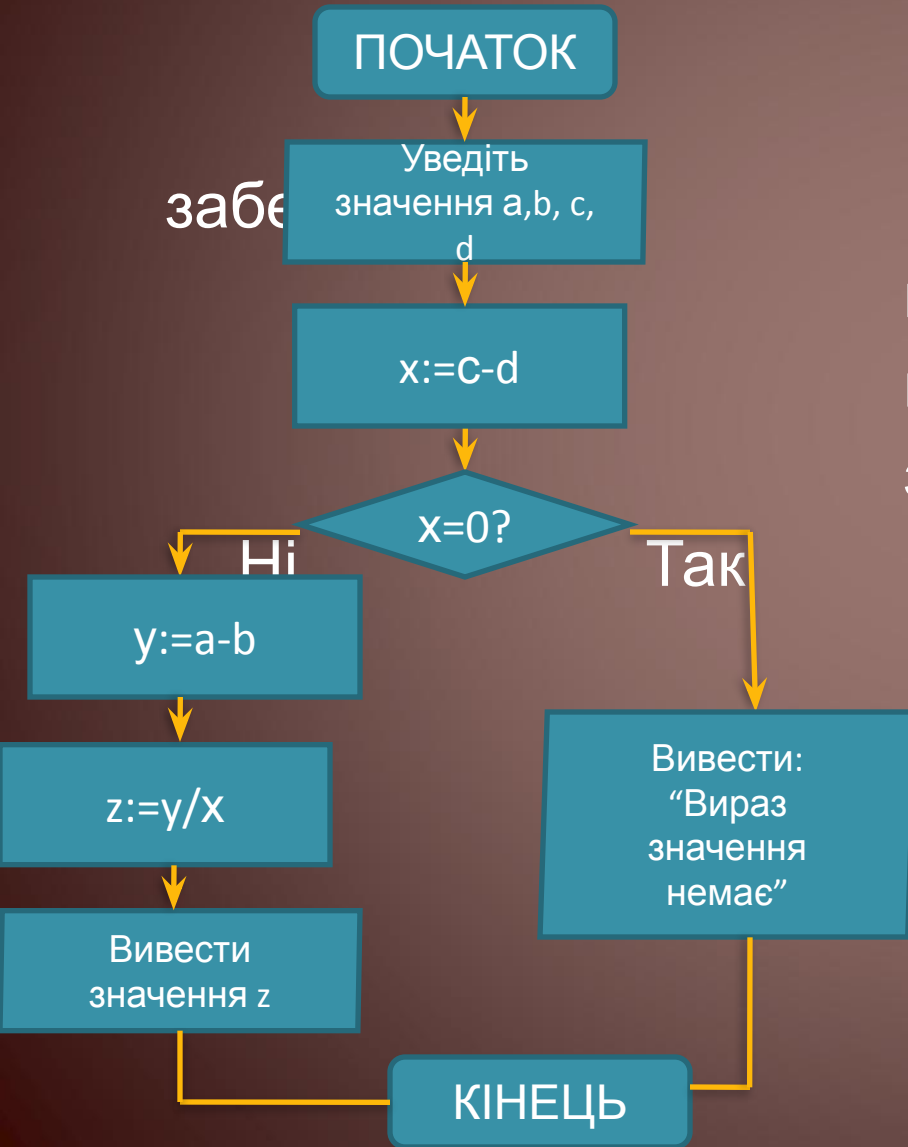 ПОЧАТОК
Уведіть
значення a,b, c,
d
x:=c-d
x=0?
Ні
Так
y:=a-b
z:=y/x
Вивести:
“Вираз
значення
немає”
Вивести
значення z
КІНЕЦЬ